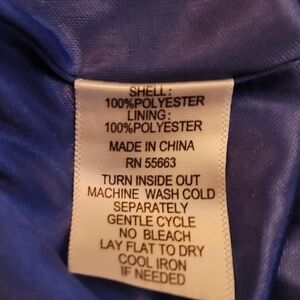 SHELL:
100%POLYESTER
LINING:
100%POLYESTER
MADE IN CHINA
RN 55663
TURN INSIDE OUT
MACHINE WASH COLD
SEPARATELY
GENTLE CYCLE
NO BLEACH
LAY FLAT TO DRY
COOL IRON
IF NEEDED